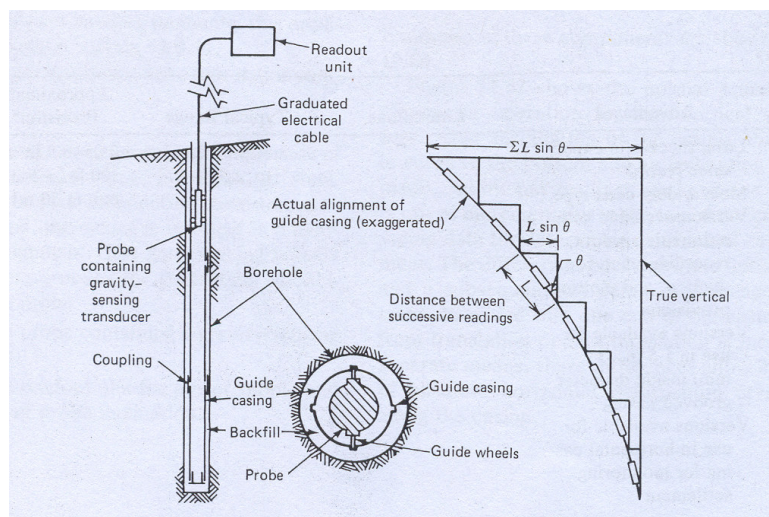 Readout
unit
Graduated
electrical
cable
Probe
containing
gravity–
sensing
transducer
Coupling
Borehole
Guide
casing
Backfill
Probe
Guide casing
Guide wheels
ΣL sin θ
Actual alignment of
guide casing (exaggerated)
L sin θ
θ
L
Distance between
successive readings
True vertical